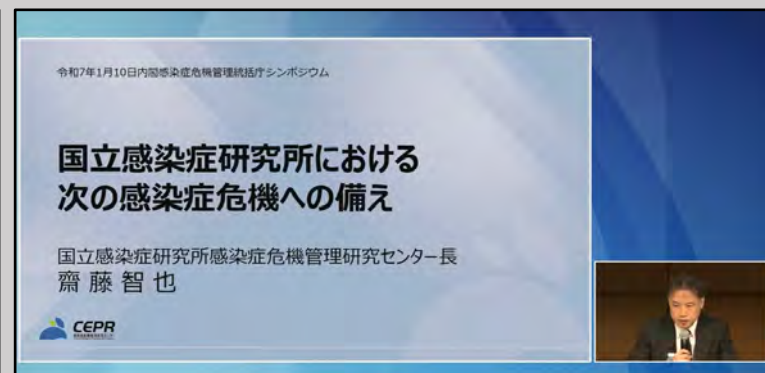 令和7年1月10日内閣感染症危機管理統括庁シンポジウム
国立感染症研究所における
次の感染症危機への備え
国立感染症研究所感染症危機管理研究センター長
齋藤智也
CEPR